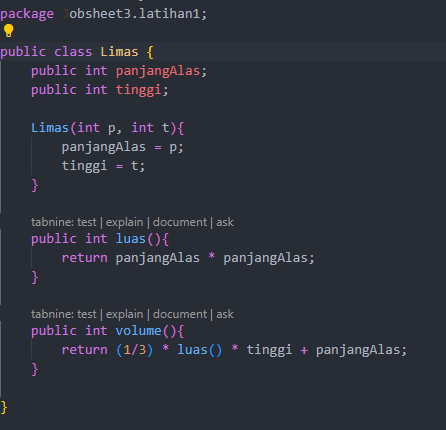 package Jobsheet3.latihan1;
public class Limas {
public int panjangAlas;
public int tinggi;
Limas(int p, int t){
panjangAlas = p;
tinggi = t;
}
tabnine: test | explain | document | ask
public int luas(){
return panjangAlas * panjangAlas;
}
tabnine: test | explain | document | ask
public int volume(){
return (1/3) * luas() * tinggi + panjangAlas;
}
}